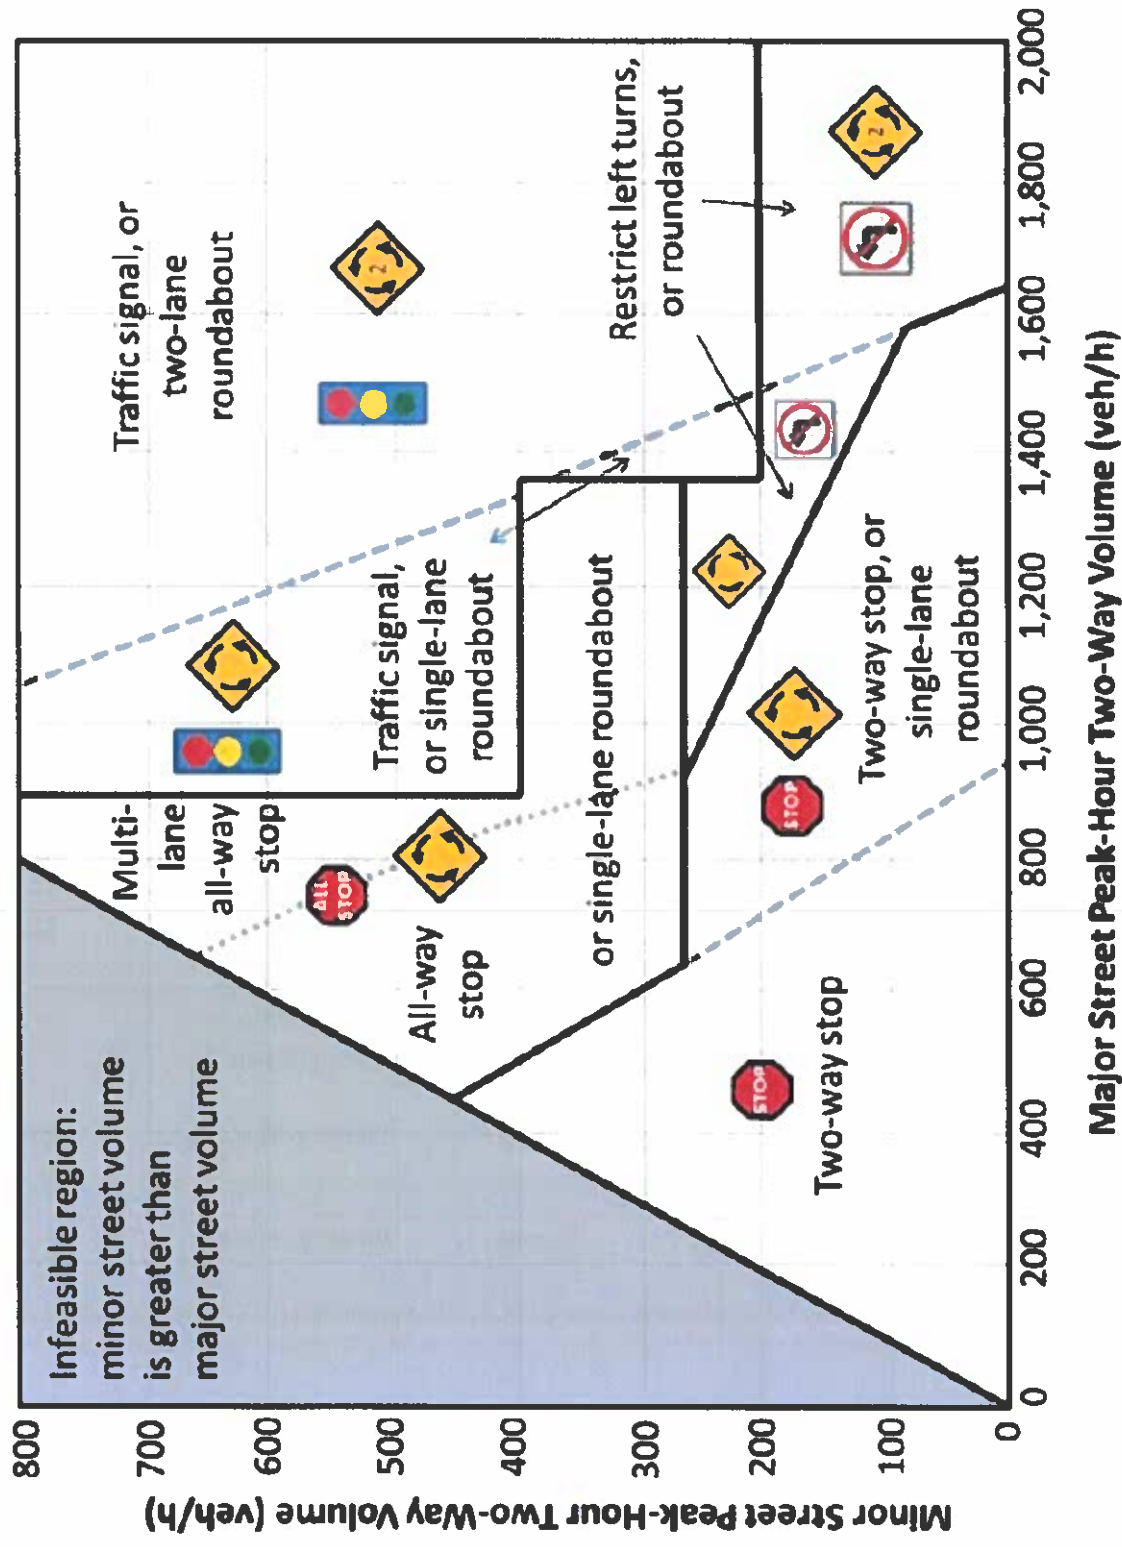 Infeasible region:
minor street volume
is greater than
major street volume
Multi-
lane
all-way
stop
Traffic signal, or
two-lane
roundabout
2
Traffic signal,
or single-lane
roundabout
All
STOP
All-way
stop
or single-lane roundabout
Restrict left turns,
or roundabout
2
STOP
Two-way stop
STOP
Two-way stop, or
single-lane
roundabout
800
700
600
500
400
300
200
100
0
Minor Street Peak-Hour Two-Way Volume (veh/h)
0
200
400
600
800
1,000
1,200
1,400
1,600
1,800
2,000
Major Street Peak-Hour Two-Way Volume (veh/h)